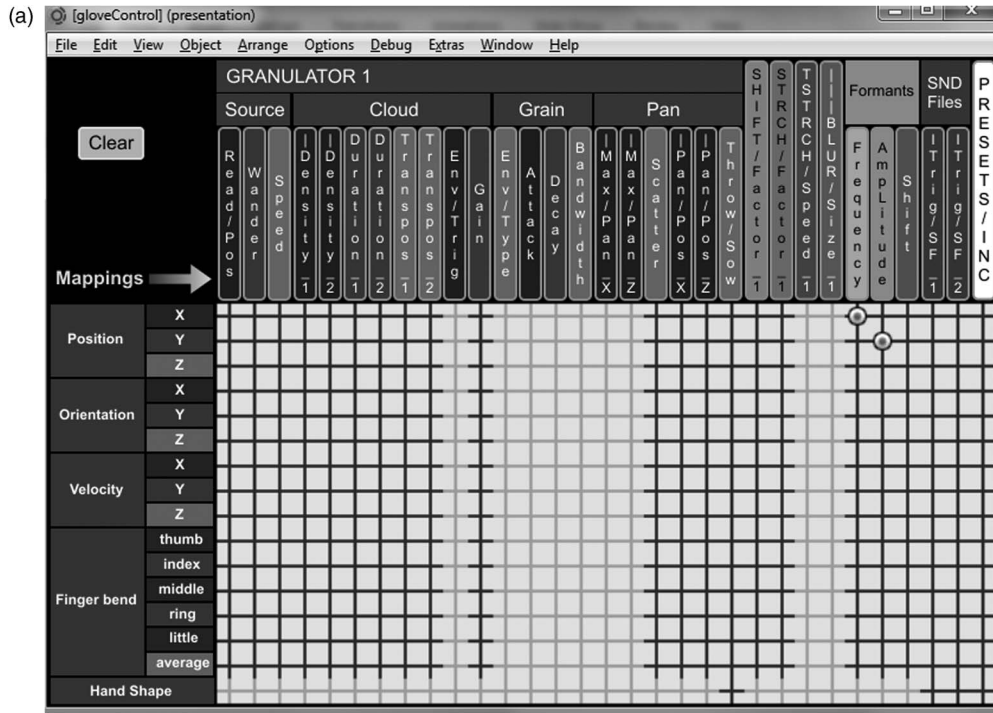 (a)
[gloveControl] (presentation)
File Edit View Object Arrange Options Debug Extras Window Help
GRANULATOR 1
Source Cloud Grain Pan
Formants
SND
Files
Clear
Mappings
Read/Pos
Wander
Speed
|Density_1
|Density_2
Duration_1
Duration_2
Transpos_1
Transpos_2
Env/Trig
Gain
Env/Type
Attack
Decay
Bandwidth
|Max/Pan_X
|Max/Pan_Z
Scatter
|Pan/Pos_X
|Pan/Pos_Z
Throw/Sow
SHIFT/Factor_1
STRCH/Factor_1
TSTRCH/Speed_1
|||BLUR/Size_1
Frequency
AmpLitude
Shift
ITrig/SF_1
ITrig/SF_2
PRESETS/INC
Position
X
Y
Z
Orientation
X
Y
Z
Velocity
X
Y
Z
Finger bend
thumb
index
middle
ring
little
average
Hand Shape